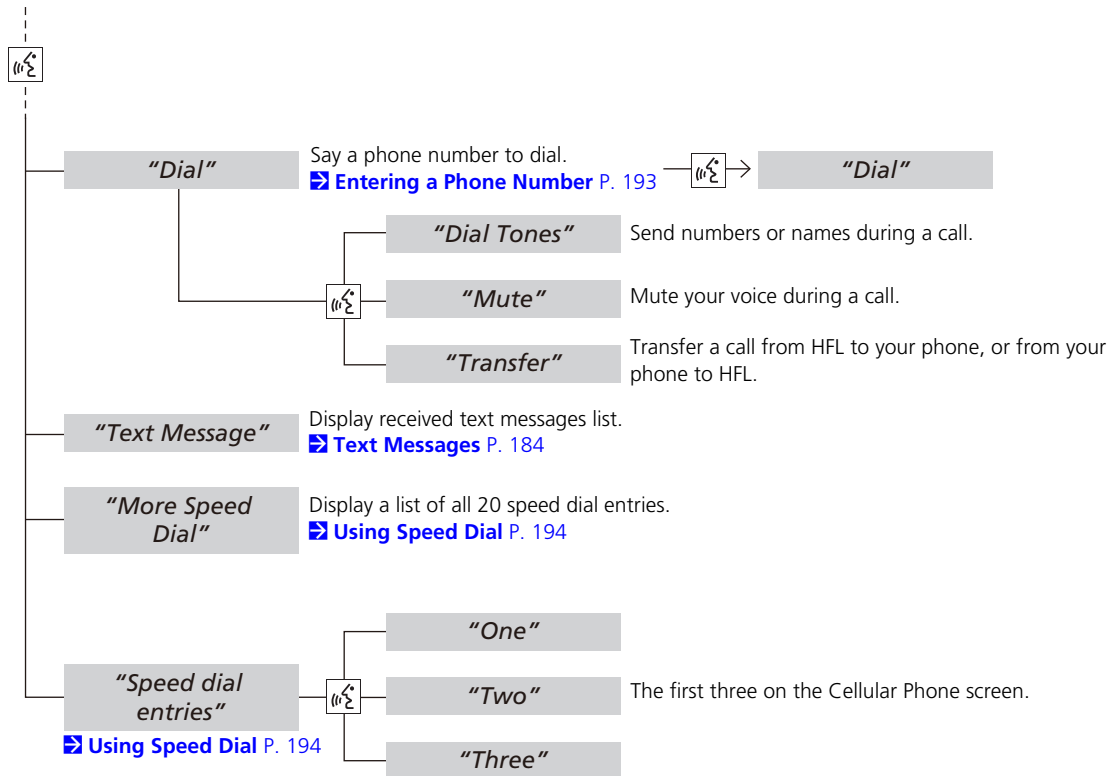 “Dial”
Say a phone number to dial.
Entering a Phone Number P. 193
“Dial”
“Dial Tones”
Send numbers or names during a call.
“Mute”
Mute your voice during a call.
“Transfer”
Transfer a call from HFL to your phone, or from your
phone to HFL.
“Text Message”
Display received text messages list.
Text Messages P. 184
“More Speed
Dial”
Display a list of all 20 speed dial entries.
Using Speed Dial P. 194
“Speed dial
entries”
Using Speed Dial P. 194
“One”
“Two”
The first three on the Cellular Phone screen.
“Three”